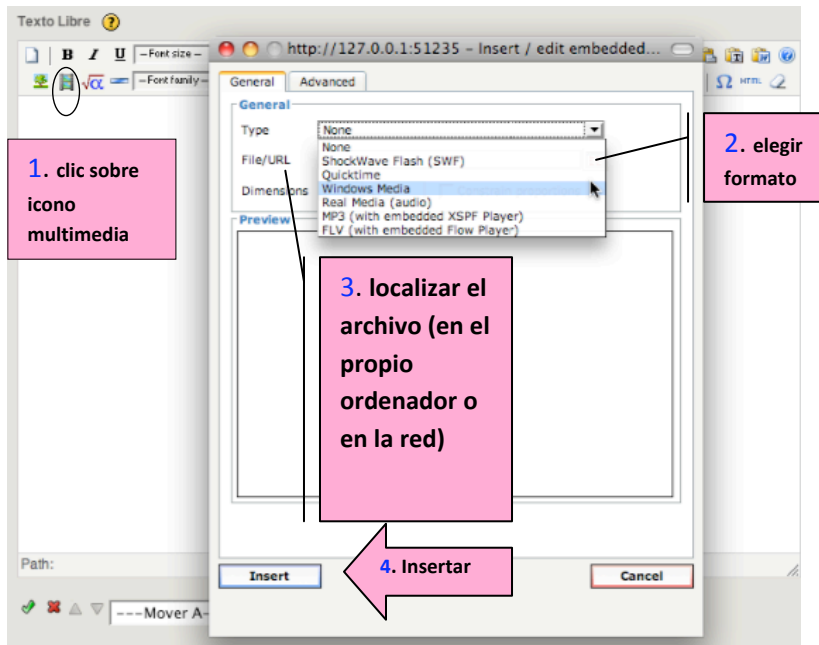 Texto Libre ?
B I U –Font size–
http://127.0.0.1:51235 – Insert / edit embedded...
√α –Font family–
Ω HTML
General Advanced
General
Type None
None
ShockWave Flash (SWF)
Quicktime
Windows Media
Real Media (audio)
MP3 (with embedded XSPF Player)
FLV (with embedded Flow Player)
File/URL
Dimensions
Preview
1. clic sobre
icono
multimedia
2. elegir
formato
3. localizar el
archivo (en el
propio
ordenador o
en la red)
4. Insertar
Path:
Insert
Cancel
---Mover A-